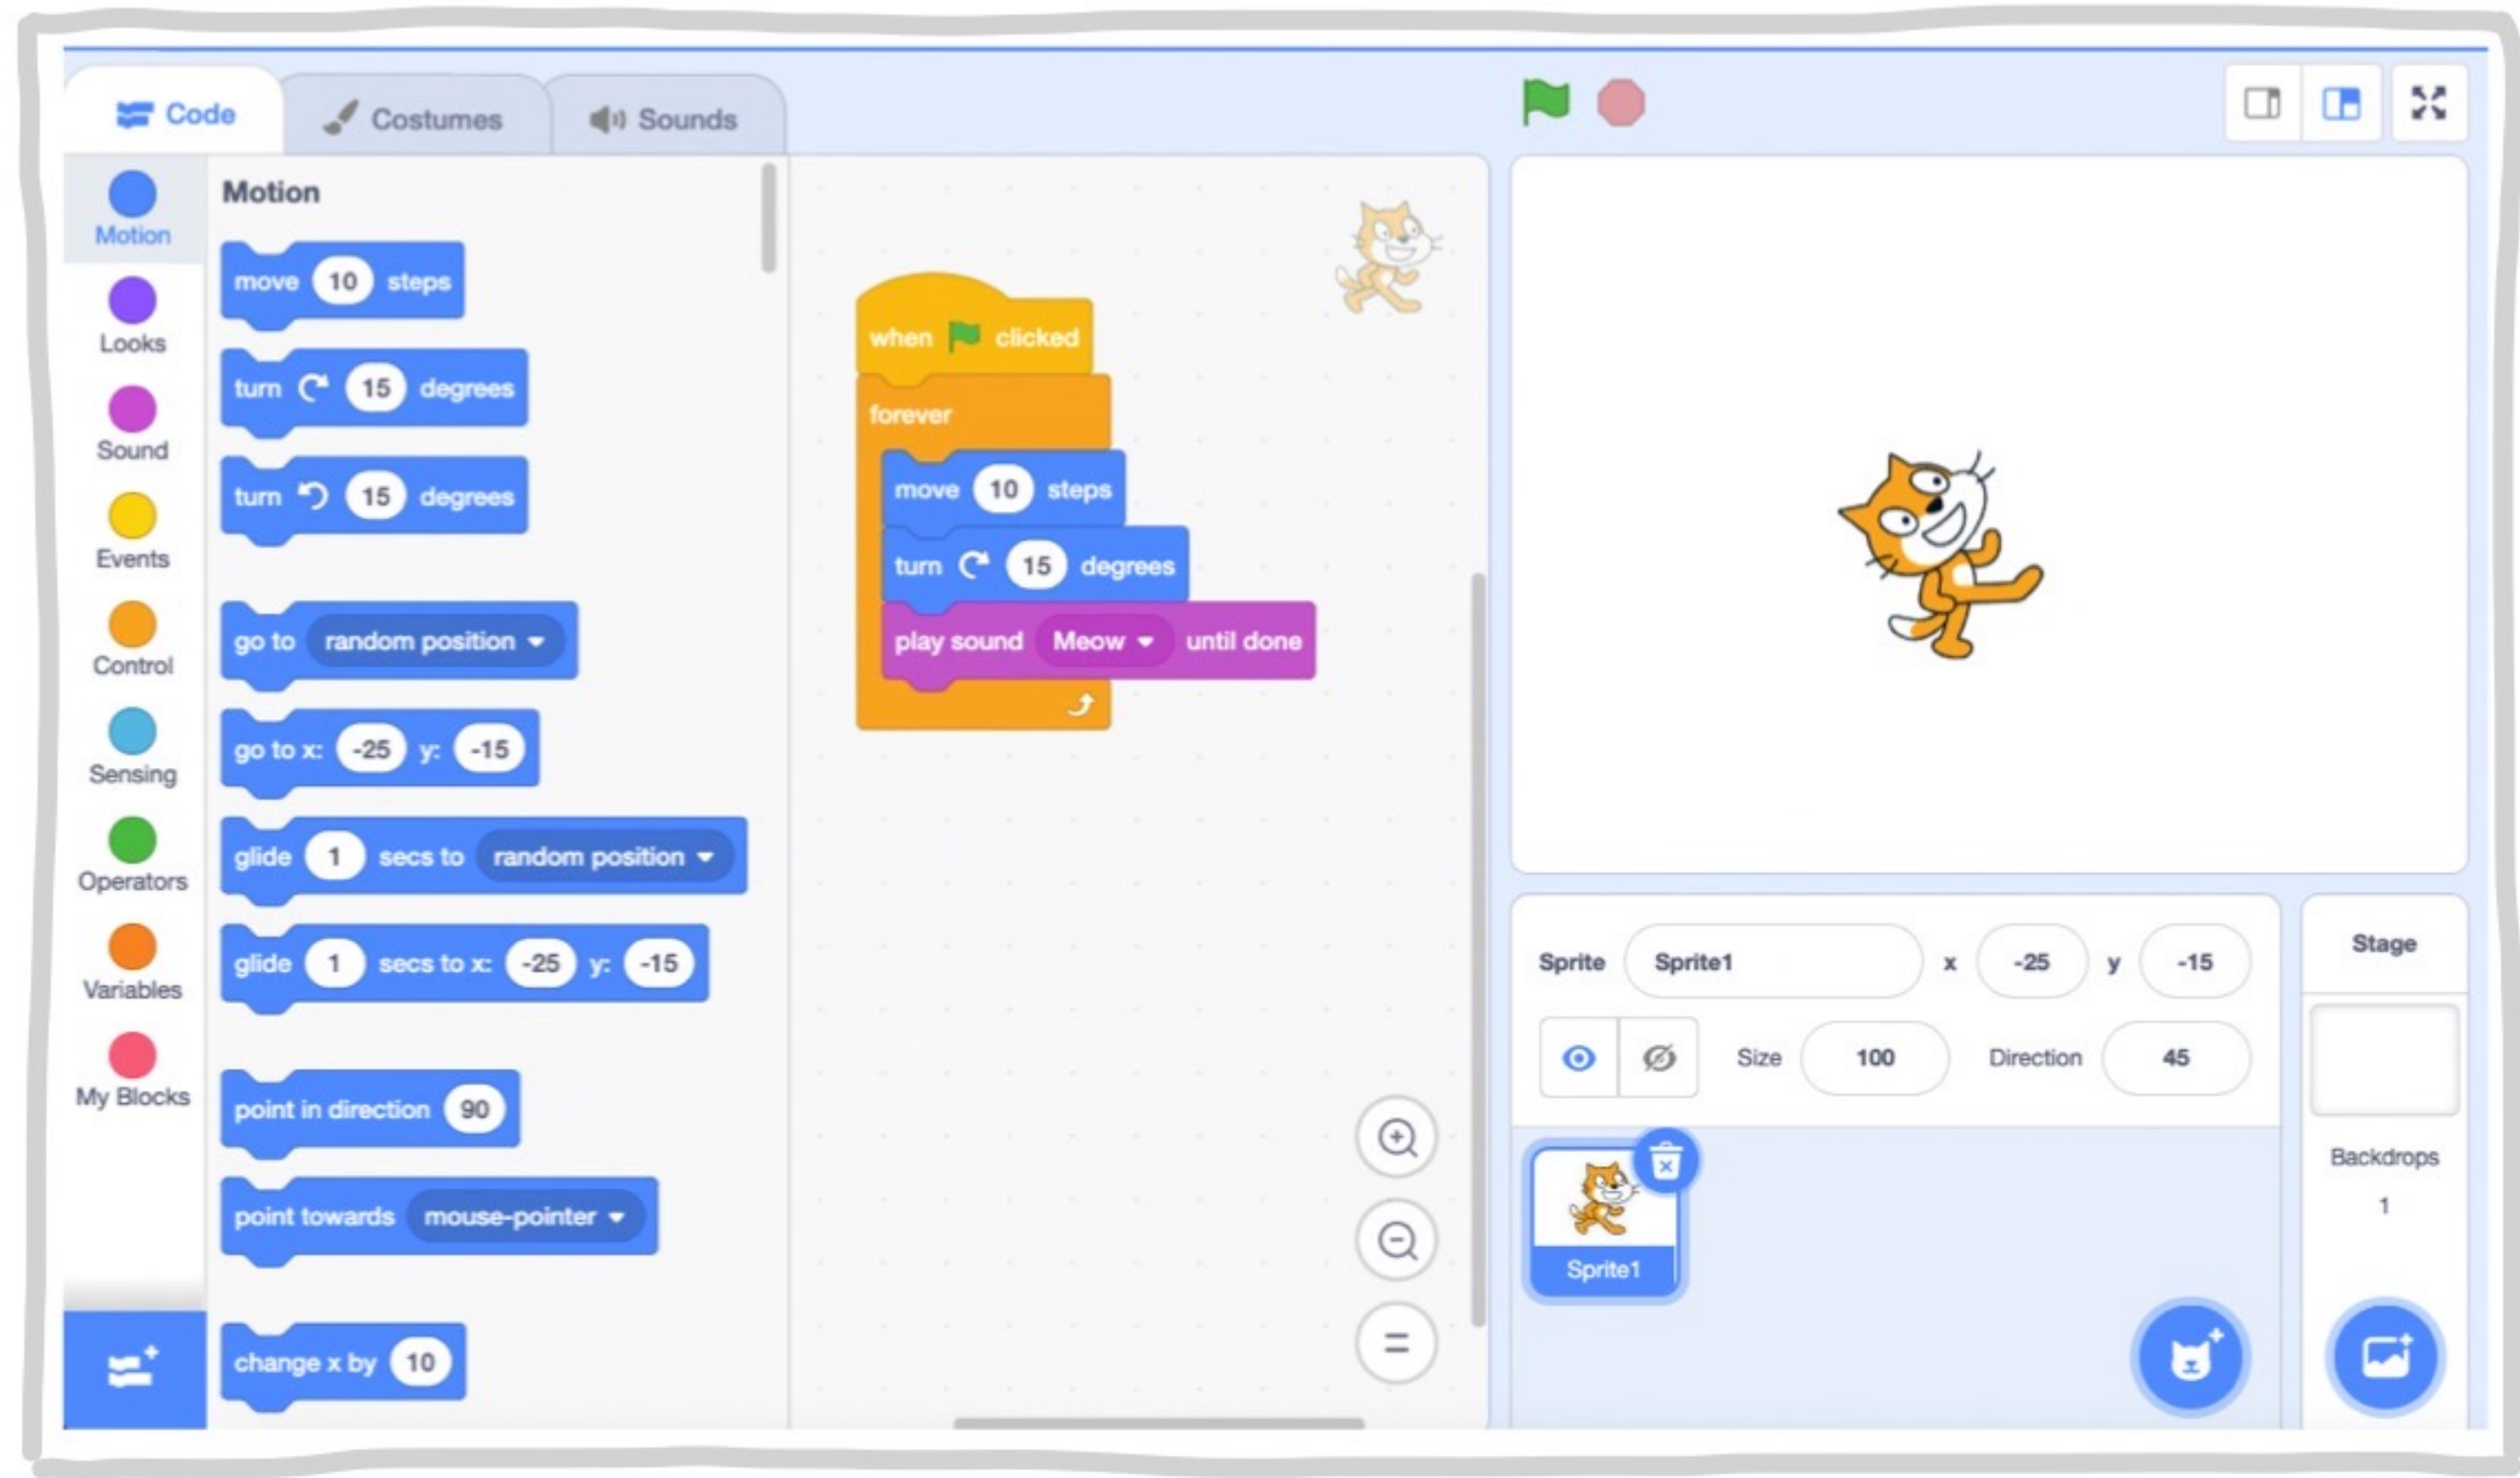 Code
Costumes
Sounds
Motion
Looks
Sound
Events
Control
Sensing
Operators
Variables
My Blocks
Motion
move 10 steps
turn 15 degrees
turn 15 degrees
go to random position
go to x: -25 y: -15
glide 1 secs to random position
glide 1 secs to x: -25 y: -15
point in direction 90
point towards mouse-pointer
change x by 10
when clicked
forever
move 10 steps
turn 15 degrees
play sound Meow until done
Sprite Sprite1 x -25 y -15
Size 100 Direction 45
Sprite1
Stage
Backdrops
1